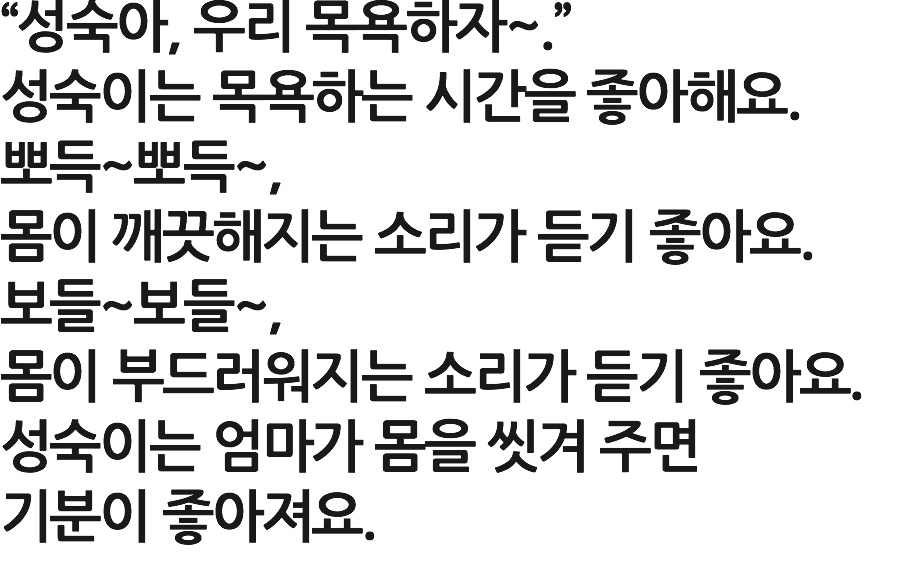 “성숙아, 우리 목욕하자~.”
성숙이는 목욕하는 시간을 좋아해요.
뽀득~뽀득~,
몸이 깨끗해지는 소리가 듣기 좋아요.
보들~보들~,
몸이 부드러워지는 소리가 듣기 좋아요.
성숙이는 엄마가 몸을 씻겨 주면
기분이 좋아져요.